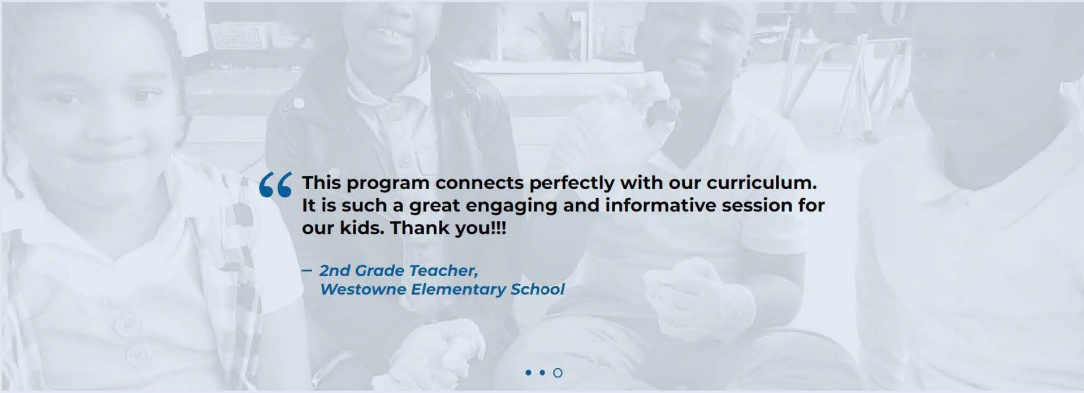 “ This program connects perfectly with our curriculum.
It is such a great engaging and informative session for
our kids. Thank you!!!
– 2nd Grade Teacher,
Westowne Elementary School